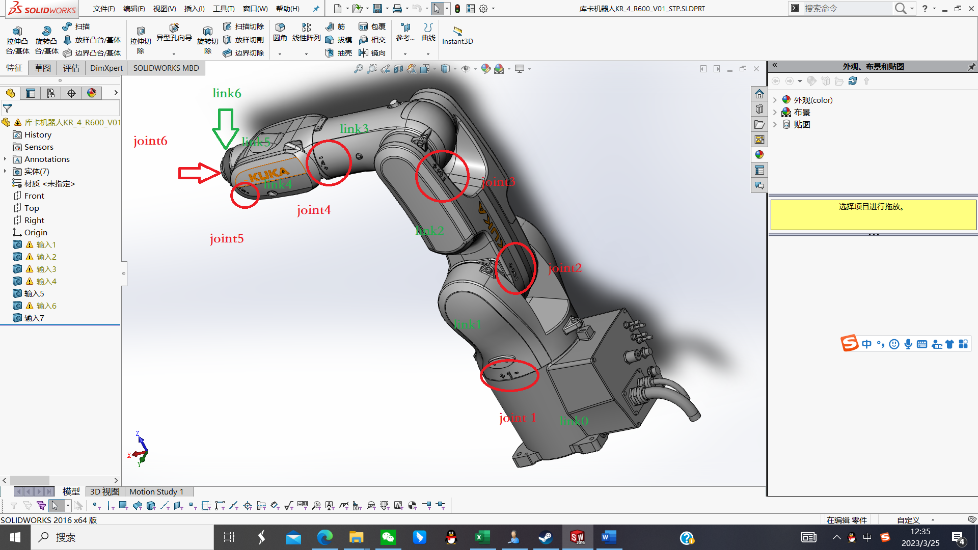 SOLIDWORKS
文件(F) 编辑(E) 视图(V) 插入(I) 工具(T) 窗口(W) 帮助(H)
库卡机器人KR_4_R600_V01_STP.SLDPRT
搜索命令
拉伸凸台/基体
旋转凸台/基体
扫描
放样凸台/基体
边界凸台/基体
拉伸切除
异型孔向导
旋转切除
扫描切除
放样切割
边界切除
圆角
线性阵列
筋
拔模
抽壳
包覆
相交
镜向
参考...
曲线
Instant3D
特征 草图 评估 DimXpert SOLIDWORKS MBD
库卡机器人KR_4_R600_V01
History
Sensors
Annotations
实体(7)
材质 <未指定>
Front
Top
Right
Origin
输入1
输入2
输入3
输入4
输入5
输入6
输入7
link6
joint6
link5
link3
KUKA
link4
joint4
joint3
joint5
link2
joint2
link1
joint 1
link0
外观、布景和贴图
外观(color)
布景
贴图
选择项目进行拖放。
中
模型 3D 视图 Motion Study 1
SOLIDWORKS 2016 x64 版
在编辑 零件
自定义
搜索
中
12:35
2023/3/25